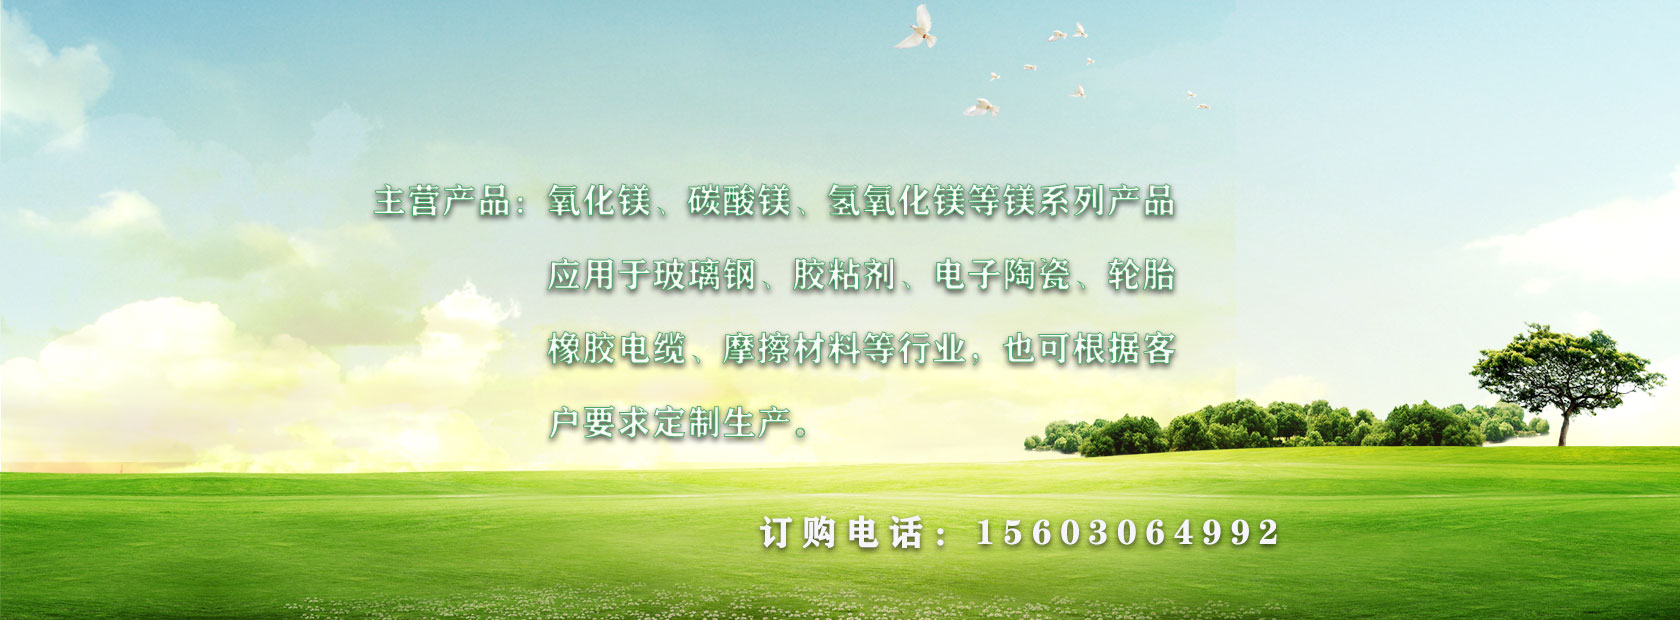 主营产品：氧化镁、碳酸镁、氢氧化镁等镁系列产品
应用于玻璃钢、胶粘剂、电子陶瓷、轮胎
橡胶电缆、摩擦材料等行业，也可根据客
户要求定制生产。
订购电话：15603064992